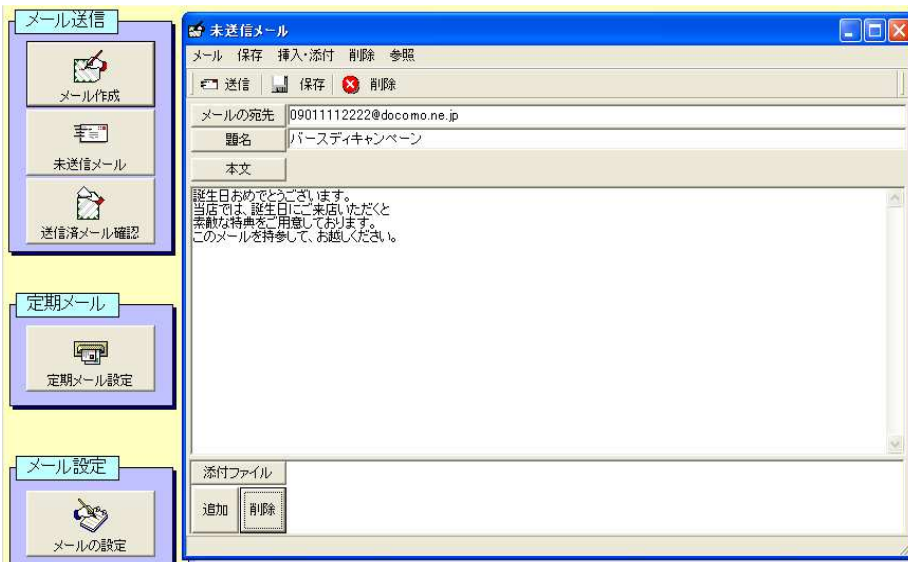 メール送信
メール作成
未送信メール
送信済メール確認
定期メール
定期メール設定
メール設定
メールの設定
未送信メール
メール 保存 挿入・添付 削除 参照
送信 保存 削除
メールの宛先 09011112222@docomo.ne.jp
題名 バースディキャンペーン
本文
誕生日おめでとうございます。
当店では、誕生日にご来店いただくと
素敵な特典をご用意しております。
このメールを持参して、お越しください。
添付ファイル
追加 削除